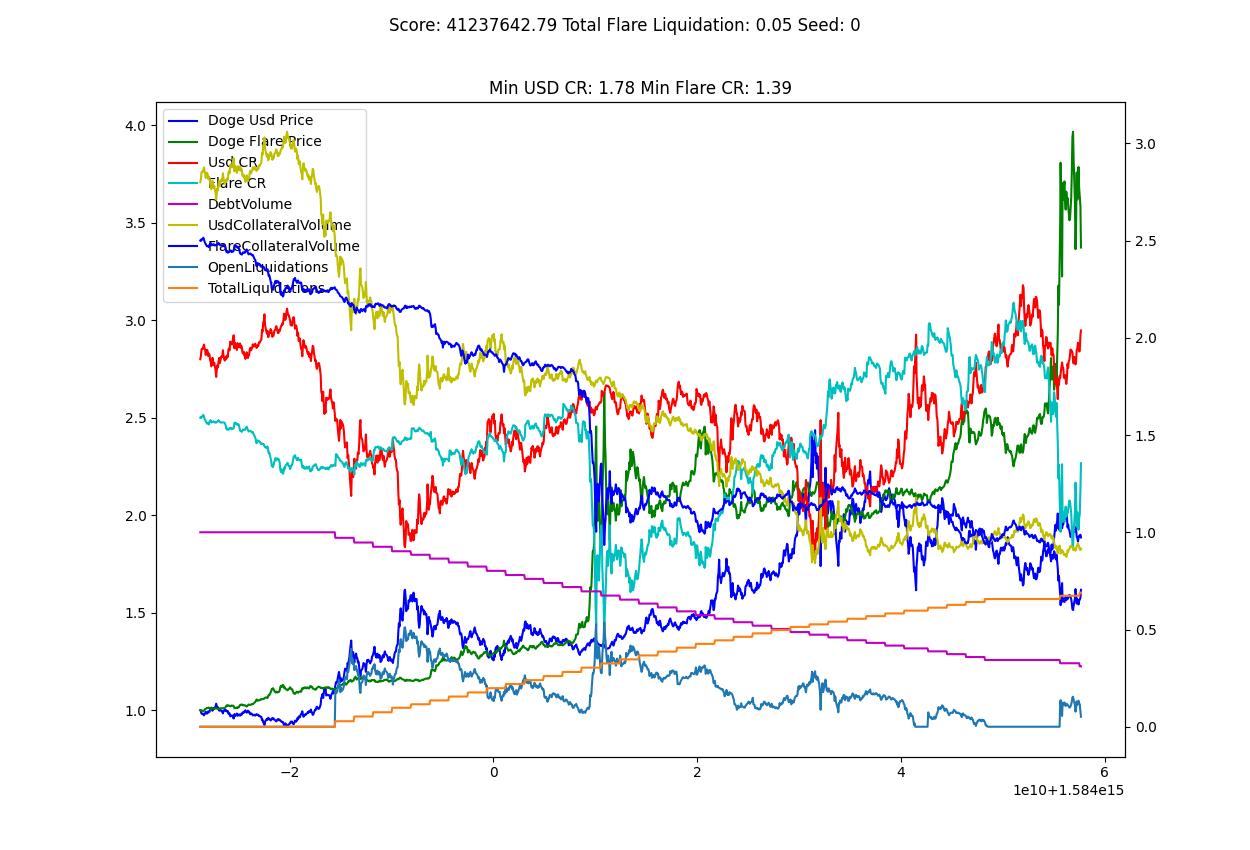 Score: 41237642.79 Total Flare Liquidation: 0.05 Seed: 0
Min USD CR: 1.78 Min Flare CR: 1.39
Doge Usd Price
Doge Flare Price
Usd CR
Flare CR
DebtVolume
UsdCollateralVolume
FlareCollateralVolume
OpenLiquidations
TotalLiquidations
4.0
3.5
3.0
2.5
2.0
1.5
1.0
3.0
2.5
2.0
1.5
1.0
0.5
0.0
−2 0 2 4 6
1e10+1.584e15